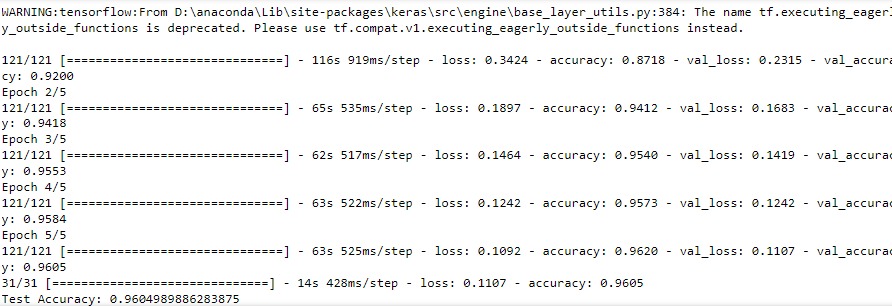 WARNING:tensorflow:From D:\anaconda\Lib\site-packages\keras\src\engine\base_layer_utils.py:384: The name tf.executing_eagerl
y_outside_functions is deprecated. Please use tf.compat.v1.executing_eagerly_outside_functions instead.
121/121 [==============================] - 116s 919ms/step - loss: 0.3424 - accuracy: 0.8718 - val_loss: 0.2315 - val_accura
cy: 0.9200
Epoch 2/5
121/121 [==============================] - 65s 535ms/step - loss: 0.1897 - accuracy: 0.9412 - val_loss: 0.1683 - val_accurac
y: 0.9418
Epoch 3/5
121/121 [==============================] - 62s 517ms/step - loss: 0.1464 - accuracy: 0.9540 - val_loss: 0.1419 - val_accurac
y: 0.9553
Epoch 4/5
121/121 [==============================] - 63s 522ms/step - loss: 0.1242 - accuracy: 0.9573 - val_loss: 0.1242 - val_accurac
y: 0.9584
Epoch 5/5
121/121 [==============================] - 63s 525ms/step - loss: 0.1092 - accuracy: 0.9620 - val_loss: 0.1107 - val_accurac
y: 0.9605
31/31 [==============================] - 14s 428ms/step - loss: 0.1107 - accuracy: 0.9605
Test Accuracy: 0.9604989886283875